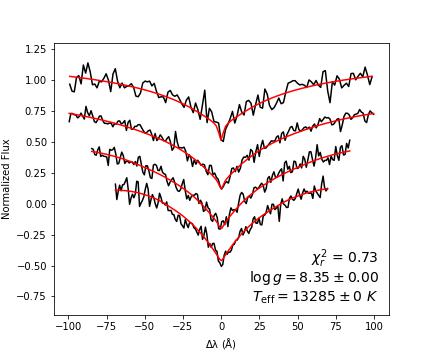 1.25
1.00
0.75
0.50
0.25
0.00
−0.25
−0.50
−0.75
Normalized Flux
χ²ᵣ = 0.73
log g = 8.35 ± 0.00
T_eff = 13285 ± 0 K
−100 −75 −50 −25 0 25 50 75 100
Δλ (Å)